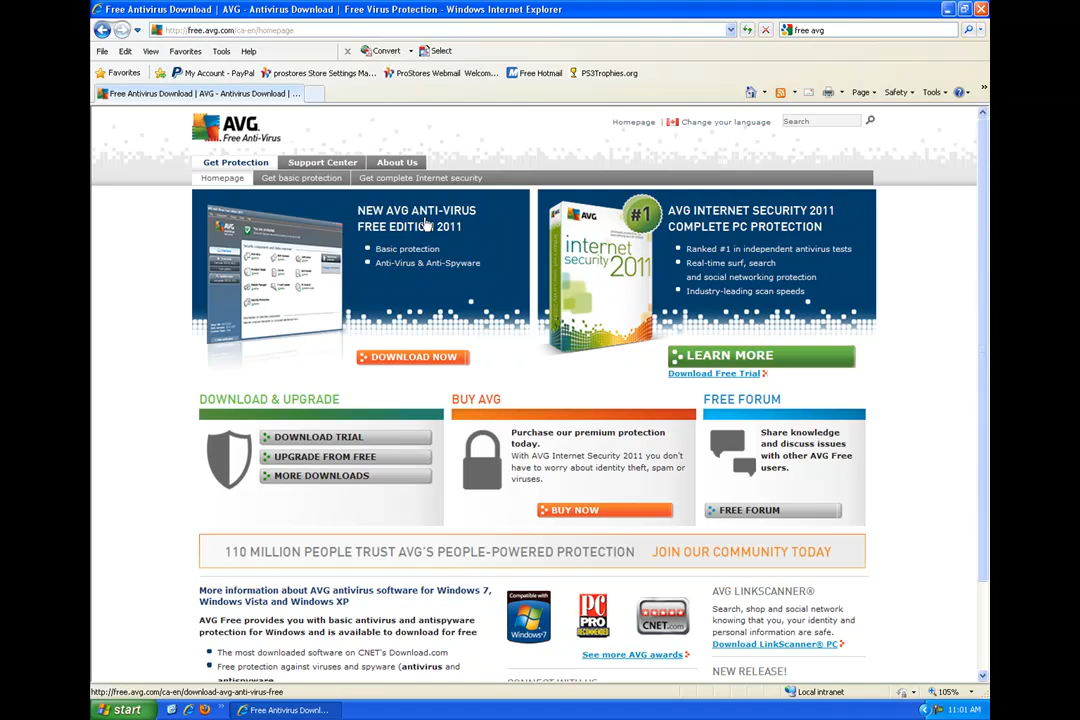 Free Antivirus Download | AVG - Antivirus Download | Free Virus Protection - Windows Internet Explorer
http://free.avg.com/ca-en/homepage
free avg
File Edit View Favorites Tools Help
Convert Select
Favorites My Account - PayPal prostores Store Settings Ma... ProStores Webmail Welcom... Free Hotmail PS3Trophies.org
Free Antivirus Download | AVG - Antivirus Download | ...
Page Safety Tools
AVG
Free Anti-Virus
Homepage Change your language Search
Get Protection Support Center About Us
Homepage Get basic protection Get complete Internet security
NEW AVG ANTI-VIRUS
FREE EDITION 2011
Basic protection
Anti-Virus & Anti-Spyware
DOWNLOAD NOW
AVG
#1
internet
security
2011
AVG INTERNET SECURITY 2011
COMPLETE PC PROTECTION
Ranked #1 in independent antivirus tests
Real-time surf, search
and social networking protection
Industry-leading scan speeds
LEARN MORE
Download Free Trial
DOWNLOAD & UPGRADE
DOWNLOAD TRIAL
UPGRADE FROM FREE
MORE DOWNLOADS
BUY AVG
Purchase our premium protection
today.
With AVG Internet Security 2011 you don't
have to worry about identity theft, spam or
viruses.
BUY NOW
FREE FORUM
Share knowledge
and discuss issues
with other AVG Free
users.
FREE FORUM
110 MILLION PEOPLE TRUST AVG'S PEOPLE-POWERED PROTECTION JOIN OUR COMMUNITY TODAY
More information about AVG antivirus software for Windows 7,
Windows Vista and Windows XP
AVG Free provides you with basic antivirus and antispyware
protection for Windows and is available to download for free
The most downloaded software on CNET's Download.com
Free protection against viruses and spyware (antivirus and
antispyware
Compatible with
Windows 7
PC
PRO
RECOMMENDED
CNET.com
See more AVG awards
CONNECT WITH US
AVG LINKSCANNER®
Search, shop and social network
knowing that you, your identity and
personal information are safe.
Download LinkScanner® PC
NEW RELEASE!
http://free.avg.com/ca-en/download-avg-anti-virus-free
Local intranet
105%
start
Free Antivirus Downl...
11:01 AM